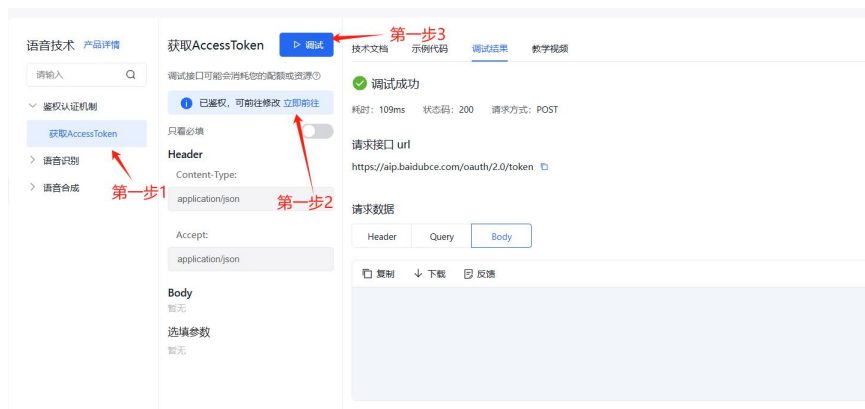 语音技术 产品详情
请输入
鉴权认证机制
获取AccessToken
语音识别
语音合成
第一步1
获取AccessToken
调试
第一步3
调试接口可能会消耗您的配额或资源
已鉴权，可前往修改 立即前往
只看必填
Header
Content-Type:
application/json
第一步2
Accept:
application/json
Body
暂无
选填参数
暂无
技术文档 示例代码 调试结果 教学视频
调试成功
耗时：109ms 状态码：200 请求方式：POST
请求接口 url
https://aip.baidubce.com/oauth/2.0/token
请求数据
Header Query Body
复制 下载 反馈